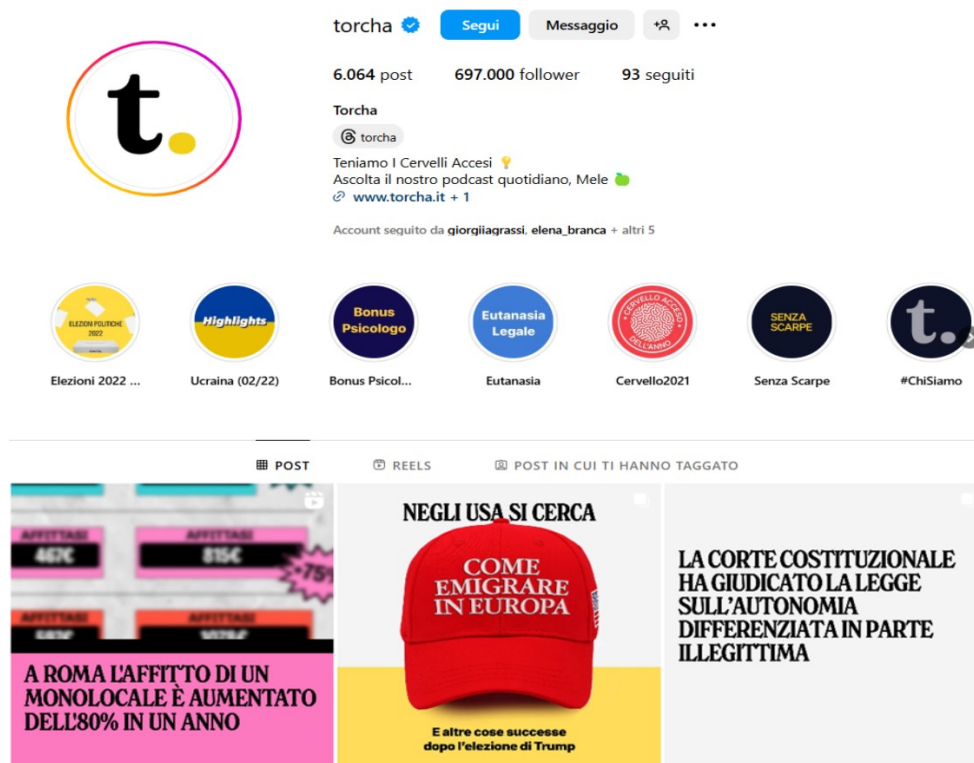 torcha Segui Messaggio
6.064 post 697.000 follower 93 seguiti
t.
Torcha
torcha
Teniamo I Cervelli Accesi
Ascolta il nostro podcast quotidiano, Mele
www.torcha.it + 1
Account seguito da giorgiiagrassi, elena_branca + altri 5
ELEZIONI POLITICHE
2022
Highlights
Bonus
Psicologo
Eutanasia
Legale
CERVELLO ACCESO
DELL'ANNO
SENZA
SCARPE
t.
Elezioni 2022 ... Ucraina (02/22) Bonus Psicol... Eutanasia Cervello2021 Senza Scarpe #ChiSiamo
POST REELS POST IN CUI TI HANNO TAGGATO
AFFITTASI AFFITTASI
467€ 815€
-75%
AFFITTASI AFFITTASI
A ROMA L'AFFITTO DI UN
MONOLOCALE È AUMENTATO
DELL'80% IN UN ANNO
NEGLI USA SI CERCA
COME
EMIGRARE
IN EUROPA
E altre cose successe
dopo l'elezione di Trump
LA CORTE COSTITUZIONALE
HA GIUDICATO LA LEGGE
SULL'AUTONOMIA
DIFFERENZIATA IN PARTE
ILLEGITTIMA